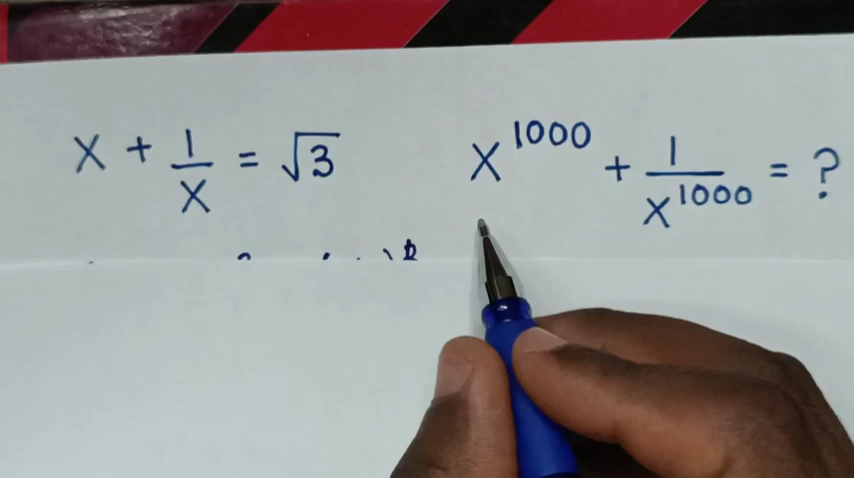 x + 1/x = √3    x^1000 + 1/x^1000 = ?